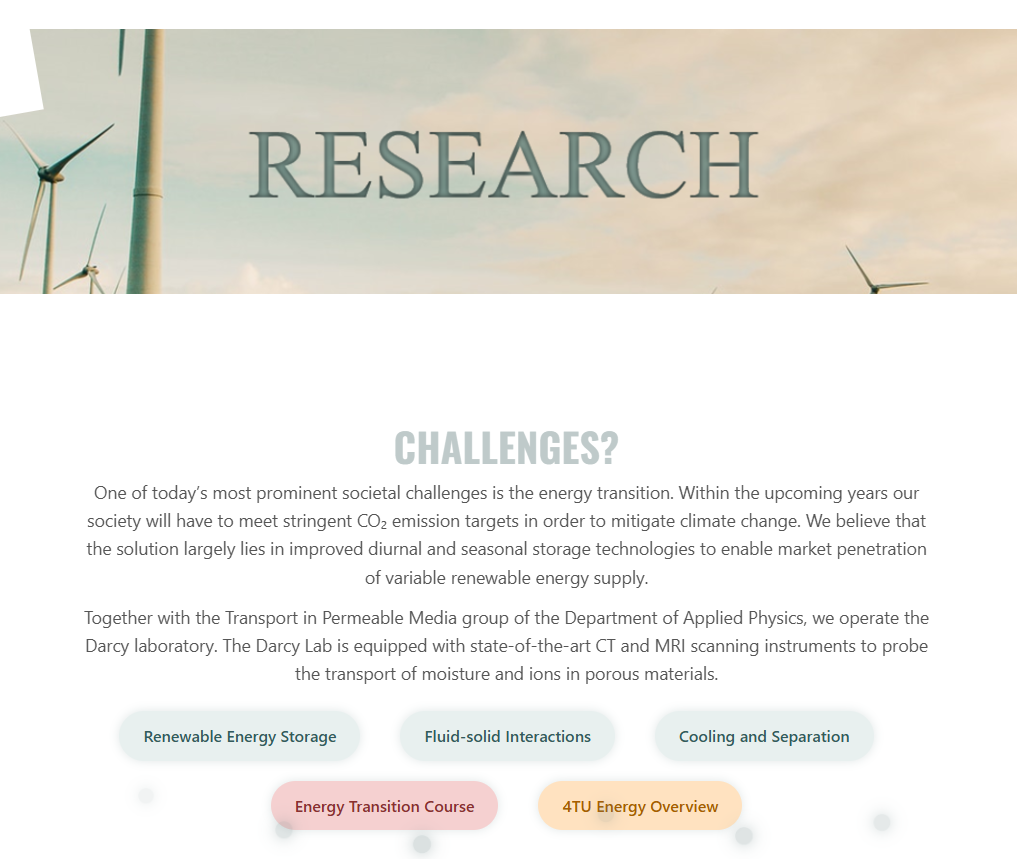 RESEARCH
CHALLENGES?
One of today’s most prominent societal challenges is the energy transition. Within the upcoming years our
society will have to meet stringent CO₂ emission targets in order to mitigate climate change. We believe that
the solution largely lies in improved diurnal and seasonal storage technologies to enable market penetration
of variable renewable energy supply.
Together with the Transport in Permeable Media group of the Department of Applied Physics, we operate the
Darcy laboratory. The Darcy Lab is equipped with state-of-the-art CT and MRI scanning instruments to probe
the transport of moisture and ions in porous materials.
Renewable Energy Storage
Fluid-solid Interactions
Cooling and Separation
Energy Transition Course
4TU Energy Overview